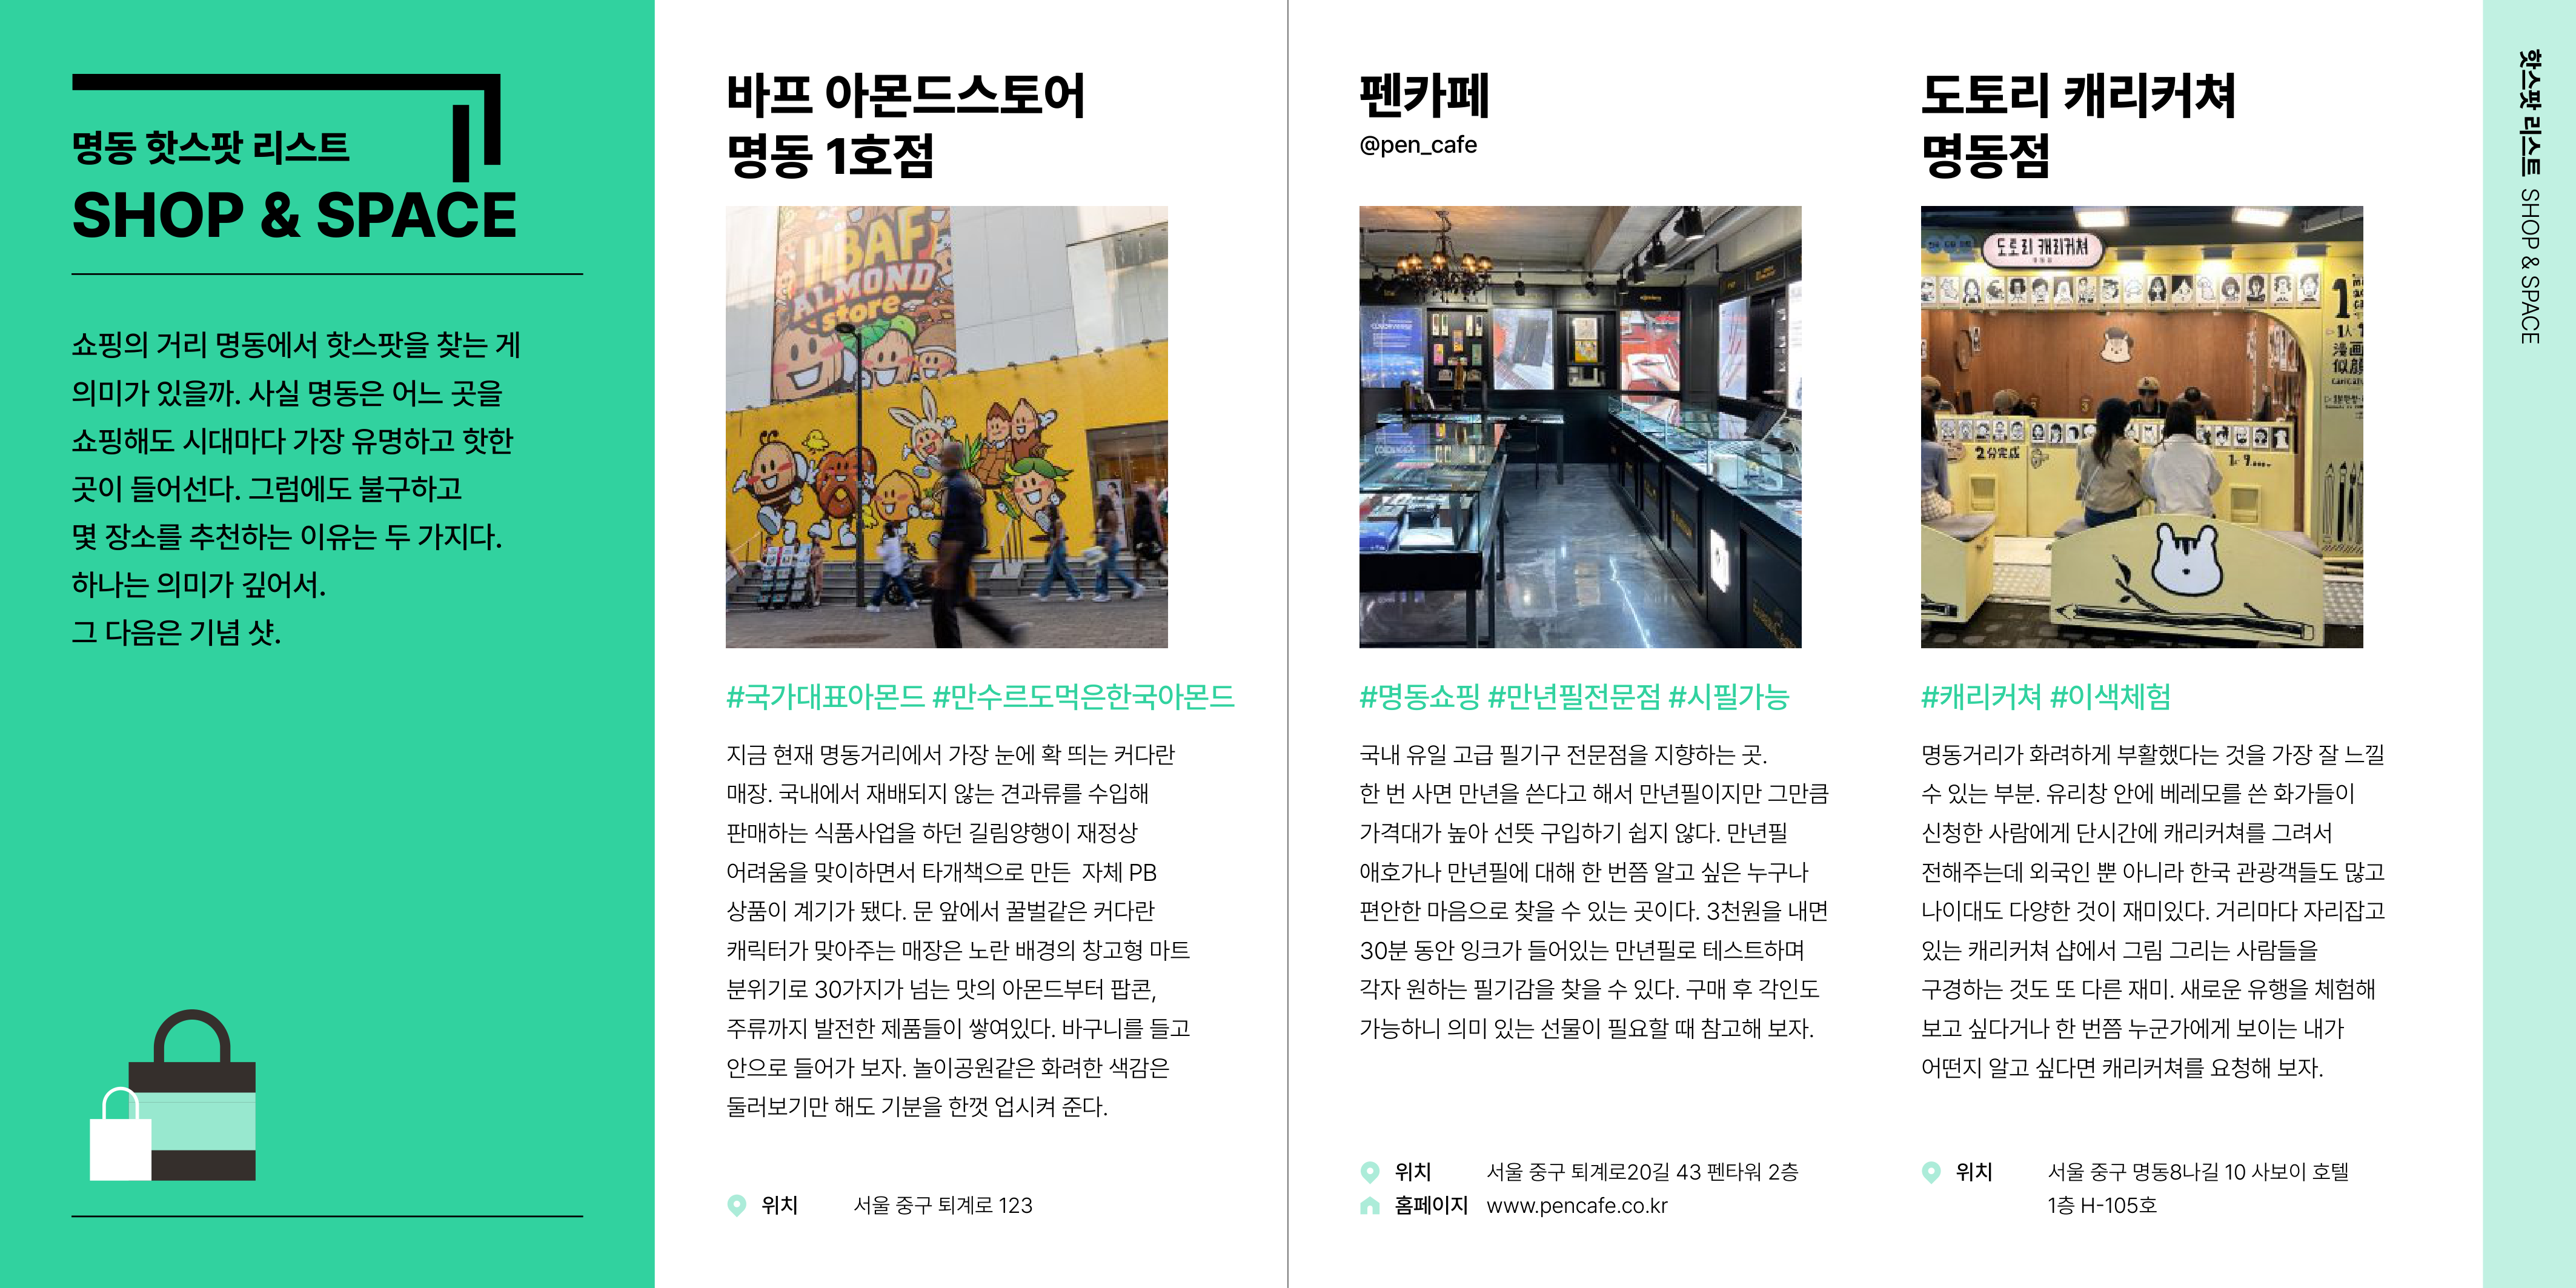 명동 핫스팟 리스트
SHOP & SPACE
쇼핑의 거리 명동에서 핫스팟을 찾는 게
의미가 있을까. 사실 명동은 어느 곳을
쇼핑해도 시대마다 가장 유명하고 핫한
곳이 들어선다. 그럼에도 불구하고
몇 장소를 추천하는 이유는 두 가지다.
하나는 의미가 깊어서.
그 다음은 기념 샷.
바프 아몬드스토어
명동 1호점
HBAF
ALMOND
store
#국가대표아몬드 #만수르도먹은한국아몬드
지금 현재 명동거리에서 가장 눈에 확 띄는 커다란
매장. 국내에서 재배되지 않는 견과류를 수입해
판매하는 식품사업을 하던 길림양행이 재정상
어려움을 맞이하면서 타개책으로 만든  자체 PB
상품이 계기가 됐다. 문 앞에서 꿀벌같은 커다란
캐릭터가 맞아주는 매장은 노란 배경의 창고형 마트
분위기로 30가지가 넘는 맛의 아몬드부터 팝콘,
주류까지 발전한 제품들이 쌓여있다. 바구니를 들고
안으로 들어가 보자. 놀이공원같은 화려한 색감은
둘러보기만 해도 기분을 한껏 업시켜 준다.
위치 서울 중구 퇴계로 123
펜카페
@pen_cafe
COLORVERSE
#명동쇼핑 #만년필전문점 #시필가능
국내 유일 고급 필기구 전문점을 지향하는 곳.
한 번 사면 만년을 쓴다고 해서 만년필이지만 그만큼
가격대가 높아 선뜻 구입하기 쉽지 않다. 만년필
애호가나 만년필에 대해 한 번쯤 알고 싶은 누구나
편안한 마음으로 찾을 수 있는 곳이다. 3천원을 내면
30분 동안 잉크가 들어있는 만년필로 테스트하며
각자 원하는 필기감을 찾을 수 있다. 구매 후 각인도
가능하니 의미 있는 선물이 필요할 때 참고해 보자.
위치 서울 중구 퇴계로20길 43 펜타워 2층
홈페이지 www.pencafe.co.kr
도토리 캐리커쳐
명동점
도토리 캐리커쳐
漫画
似顔
2分完成
#캐리커쳐 #이색체험
명동거리가 화려하게 부활했다는 것을 가장 잘 느낄
수 있는 부분. 유리창 안에 베레모를 쓴 화가들이
신청한 사람에게 단시간에 캐리커쳐를 그려서
전해주는데 외국인 뿐 아니라 한국 관광객들도 많고
나이대도 다양한 것이 재미있다. 거리마다 자리잡고
있는 캐리커쳐 샵에서 그림 그리는 사람들을
구경하는 것도 또 다른 재미. 새로운 유행을 체험해
보고 싶다거나 한 번쯤 누군가에게 보이는 내가
어떤지 알고 싶다면 캐리커쳐를 요청해 보자.
위치 서울 중구 명동8나길 10 사보이 호텔
1층 H-105호
핫스팟 리스트 SHOP & SPACE